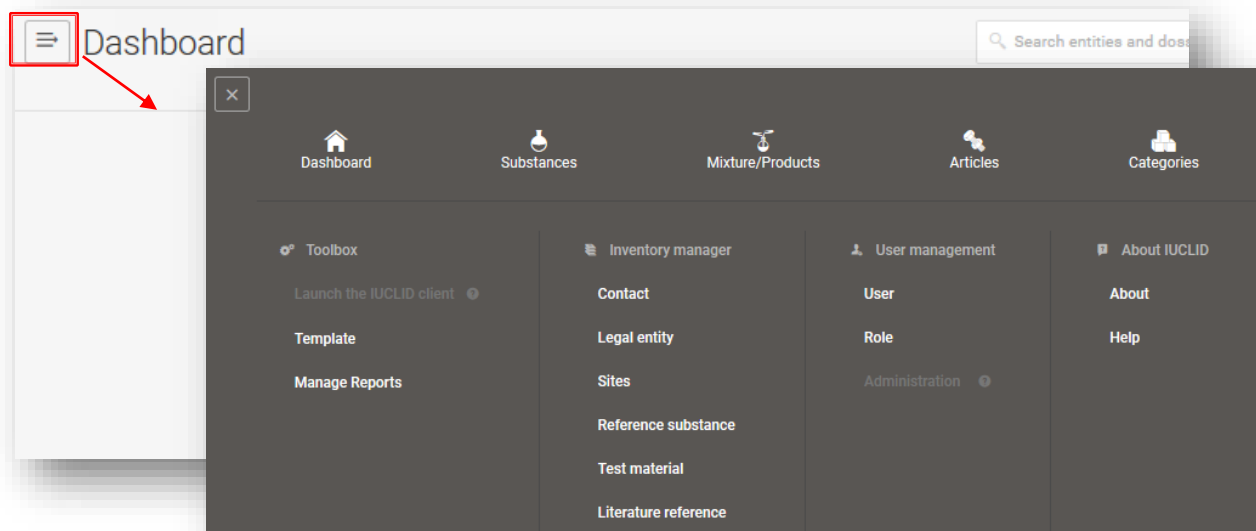 Dashboard
Search entities and doss
Dashboard
Substances
Mixture/Products
Articles
Categories
Toolbox
Launch the IUCLID client
Template
Manage Reports
Inventory manager
Contact
Legal entity
Sites
Reference substance
Test material
Literature reference
User management
User
Role
Administration
About IUCLID
About
Help